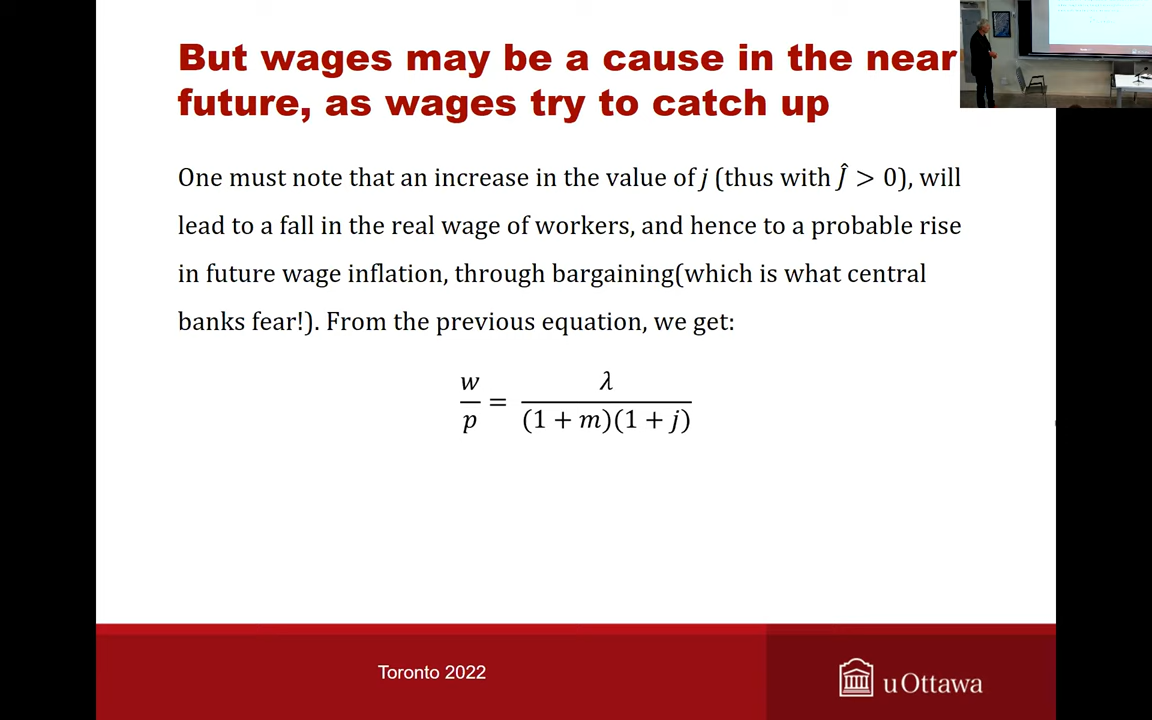 But wages may be a cause in the near
future, as wages try to catch up
One must note that an increase in the value of j (thus with ĵ > 0), will
lead to a fall in the real wage of workers, and hence to a probable rise
in future wage inflation, through bargaining(which is what central
banks fear!). From the previous equation, we get:
w/p = λ/(1 + m)(1 + j)
Toronto 2022
uOttawa